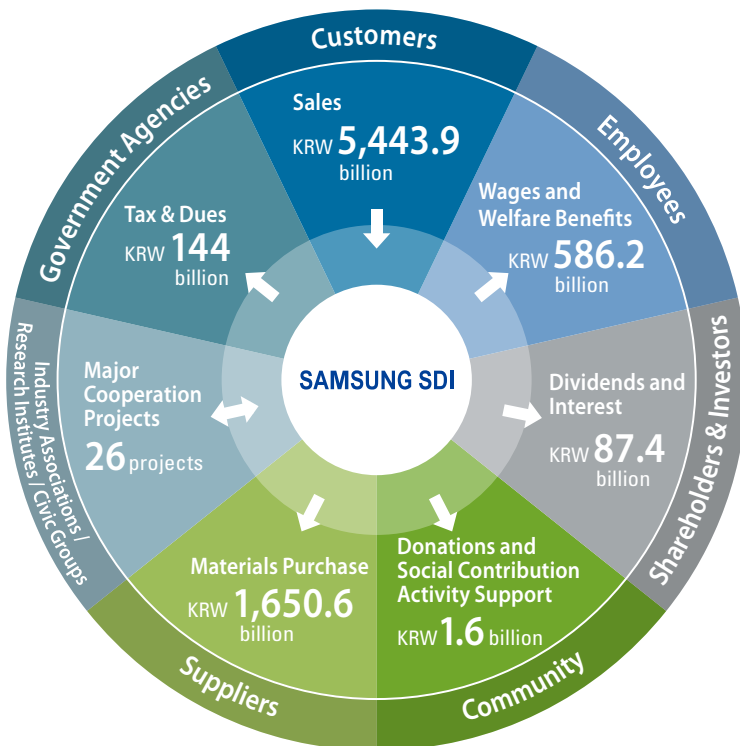 Customers
Sales
KRW 5,443.9
billion
Employees
Wages and
Welfare Benefits
KRW 586.2
billion
Shareholders & Investors
Dividends and
Interest
KRW 87.4
billion
Community
Donations and
Social Contribution
Activity Support
KRW 1.6 billion
Suppliers
Materials Purchase
KRW 1,650.6
billion
Industry Associations /
Research Institutes / Civic Groups
Major
Cooperation
Projects
26 projects
Government Agencies
Tax & Dues
KRW 144
billion
SAMSUNG SDI